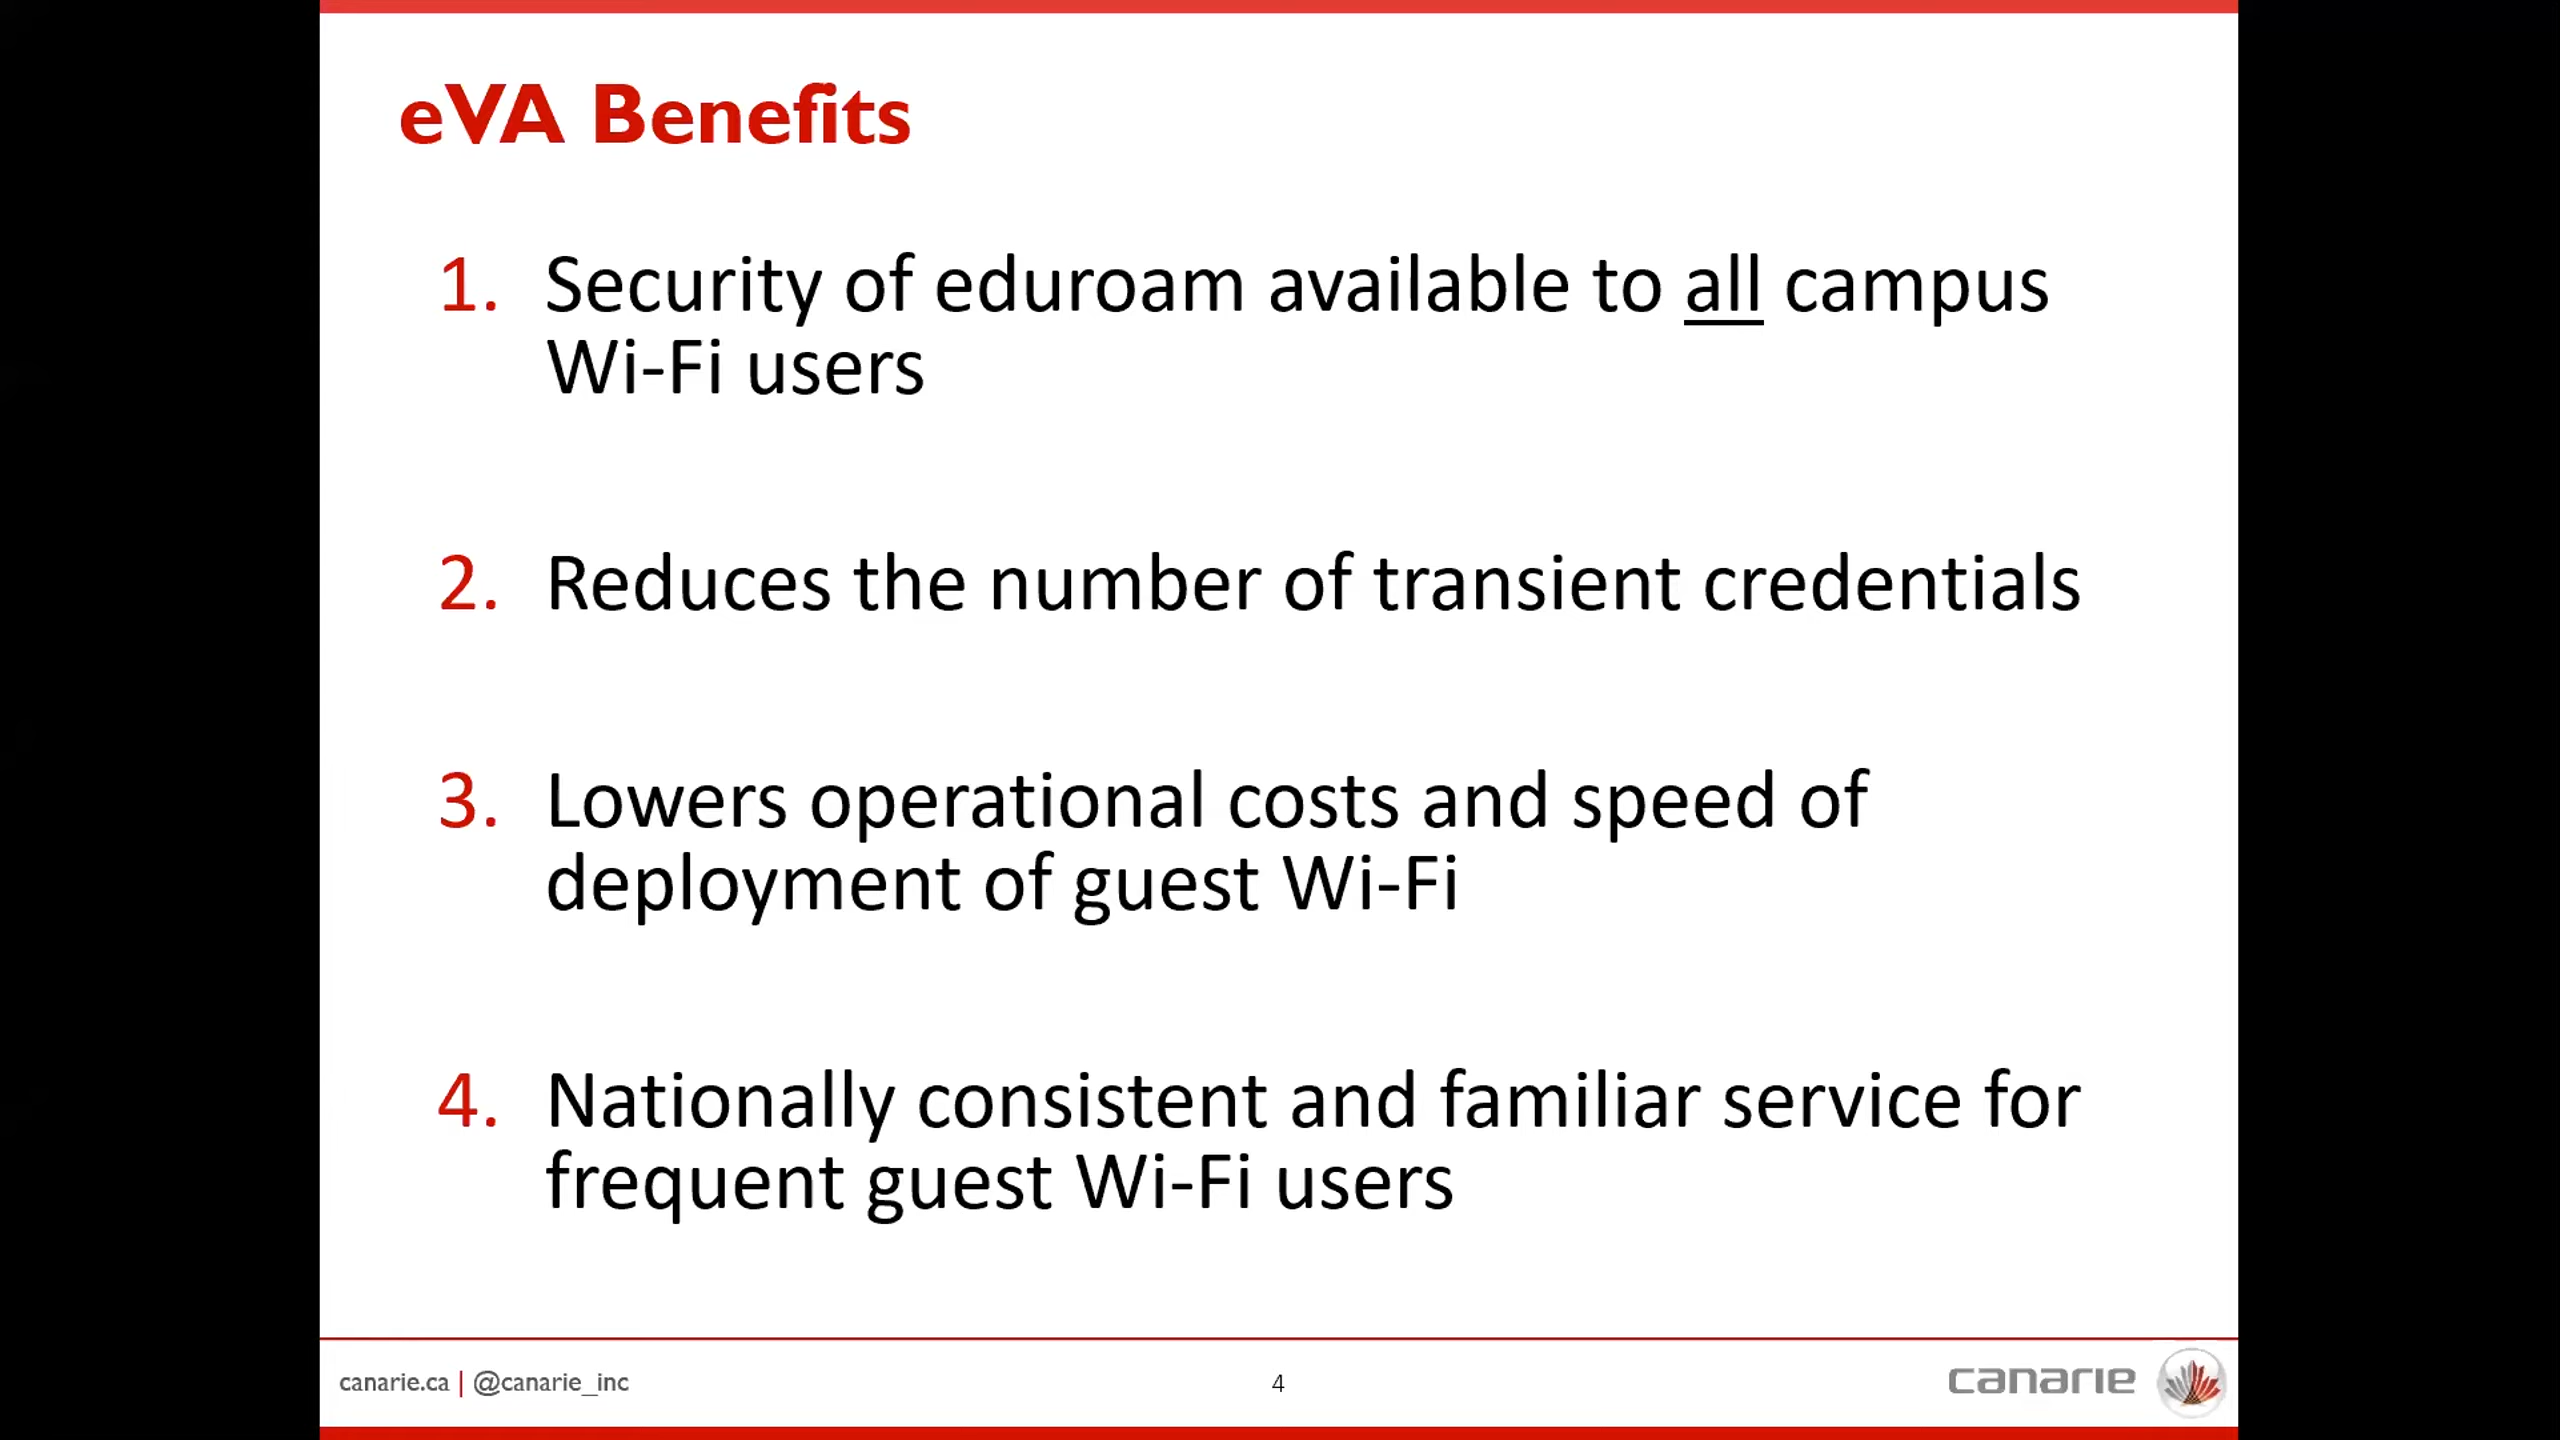 eVA Benefits
1. Security of eduroam available to all campus
Wi-Fi users
2. Reduces the number of transient credentials
3. Lowers operational costs and speed of
deployment of guest Wi-Fi
4. Nationally consistent and familiar service for
frequent guest Wi-Fi users
canarie.ca | @canarie_inc
4
canarie